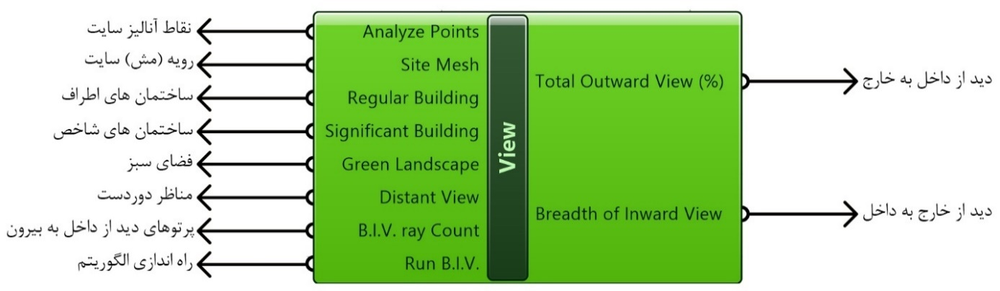 نقاط آنالیز سایت
رویه (مش) سایت
ساختمان های اطراف
ساختمان های شاخص
فضای سبز
مناظر دوردست
پرتوهای دید از داخل به بیرون
راه اندازی الگوریتم
Analyze Points
Site Mesh
Regular Building
Significant Building
Green Landscape
Distant View
B.I.V. ray Count
Run B.I.V.
View
Total Outward View (%)
Breadth of Inward View
دید از داخل به خارج
دید از خارج به داخل